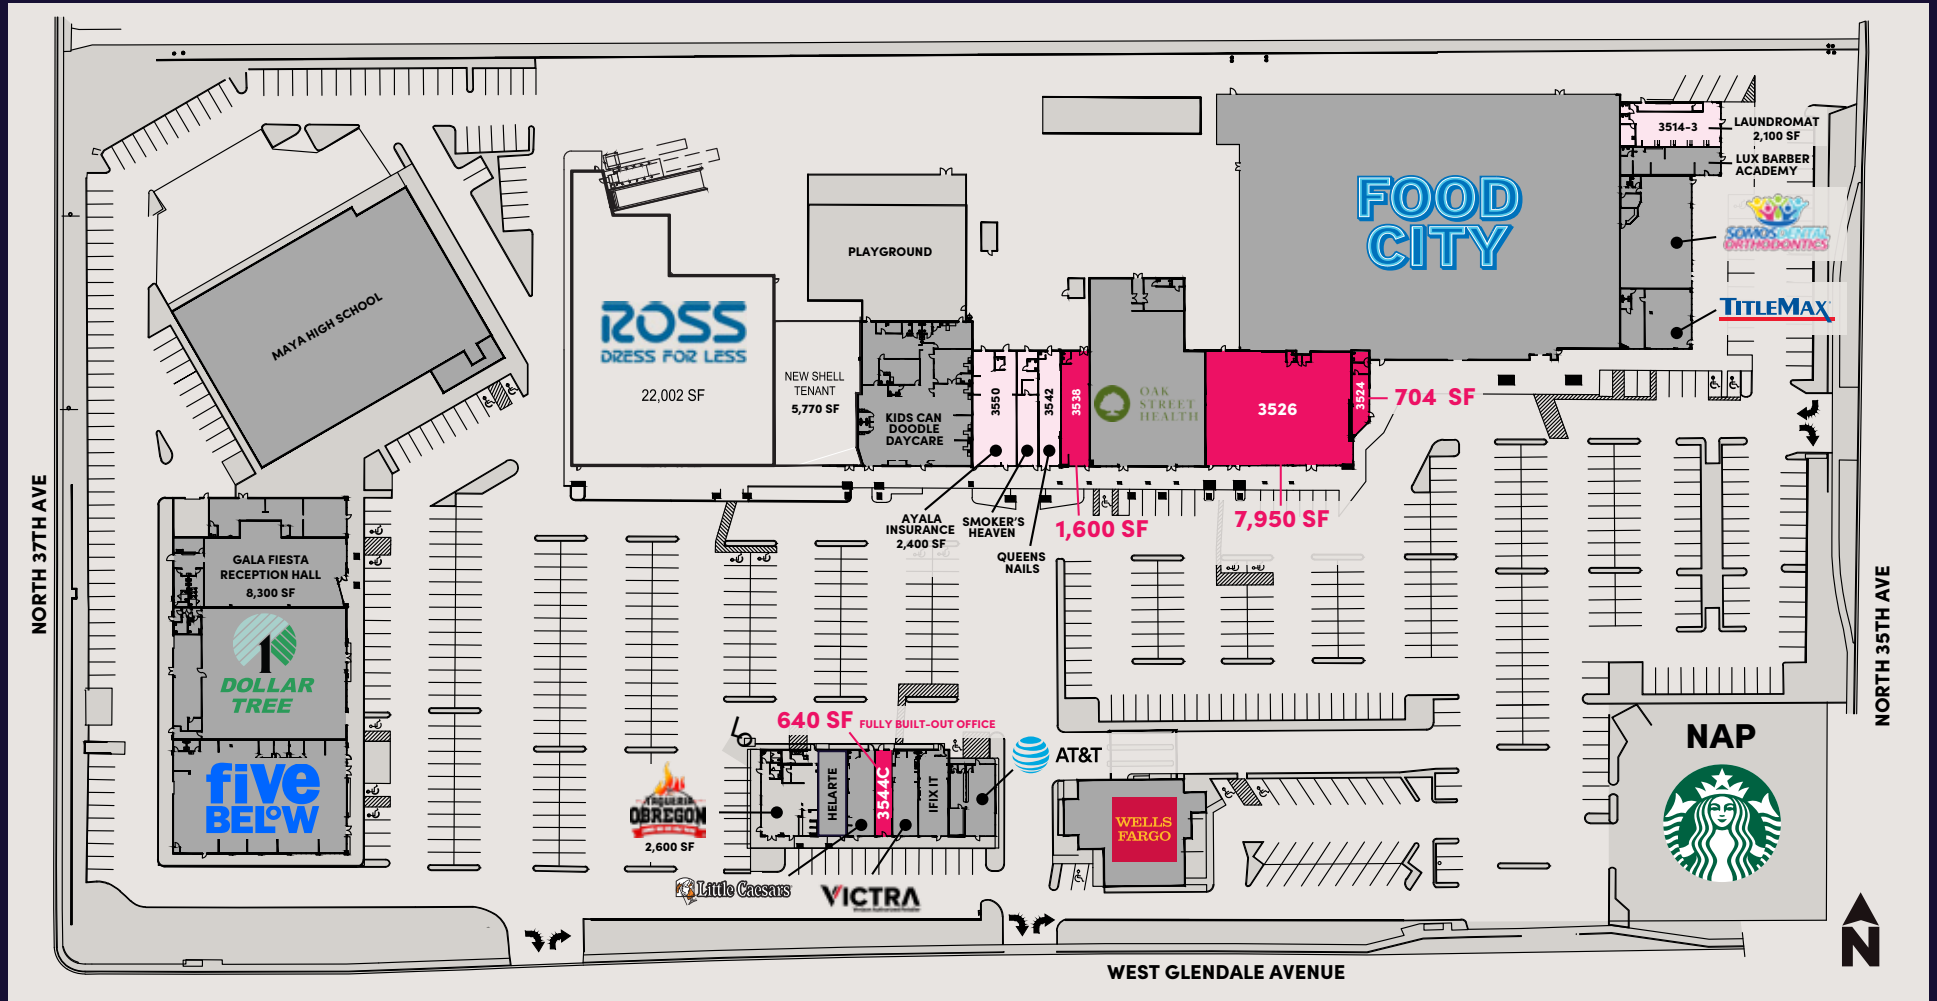 3514-3
LAUNDROMAT
2,100 SF
LUX BARBER
ACADEMY
FOOD
CITY
SOMOS DENTAL
ORTHODONTICS
TITLEMAX
PLAYGROUND
MAYA HIGH SCHOOL
ROSS
DRESS FOR LESS
22,002 SF
NEW SHELL
TENANT
5,770 SF
KIDS CAN
DOODLE
DAYCARE
3550
3542
3538
OAK
STREET
HEALTH
3526
3524
704 SF
AYALA
INSURANCE
2,400 SF
SMOKER'S
HEAVEN
QUEENS
NAILS
1,600 SF
7,950 SF
NORTH 37TH AVE
NORTH 35TH AVE
GALA FIESTA
RECEPTION HALL
8,300 SF
1
DOLLAR
TREE
five
BELOW
640 SF FULLY BUILT-OUT OFFICE
TAQUERIA
OBREGON
2,600 SF
HELARTE
3544C
IFIX IT
AT&T
Little Caesars
VICTRA
WELLS
FARGO
NAP
N
WEST GLENDALE AVENUE